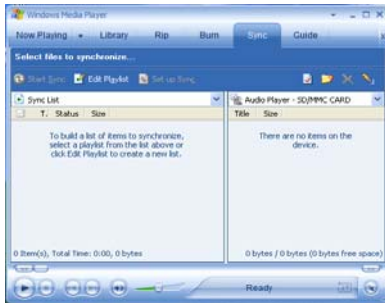 Windows Media Player
Now Playing Library Rip Burn Sync Guide
Select files to synchronize...
Start Sync Edit Playlist Set up Sync
Sync List
Audio Player - SD/MMC CARD
T. Status Size
Title Size
To build a list of items to synchronize,
select a playlist from the list above or
click Edit Playlist to create a new list.
There are no items on the
device.
0 Item(s), Total Time: 0:00, 0 bytes
0 bytes / 0 bytes (0 bytes free space)
Ready